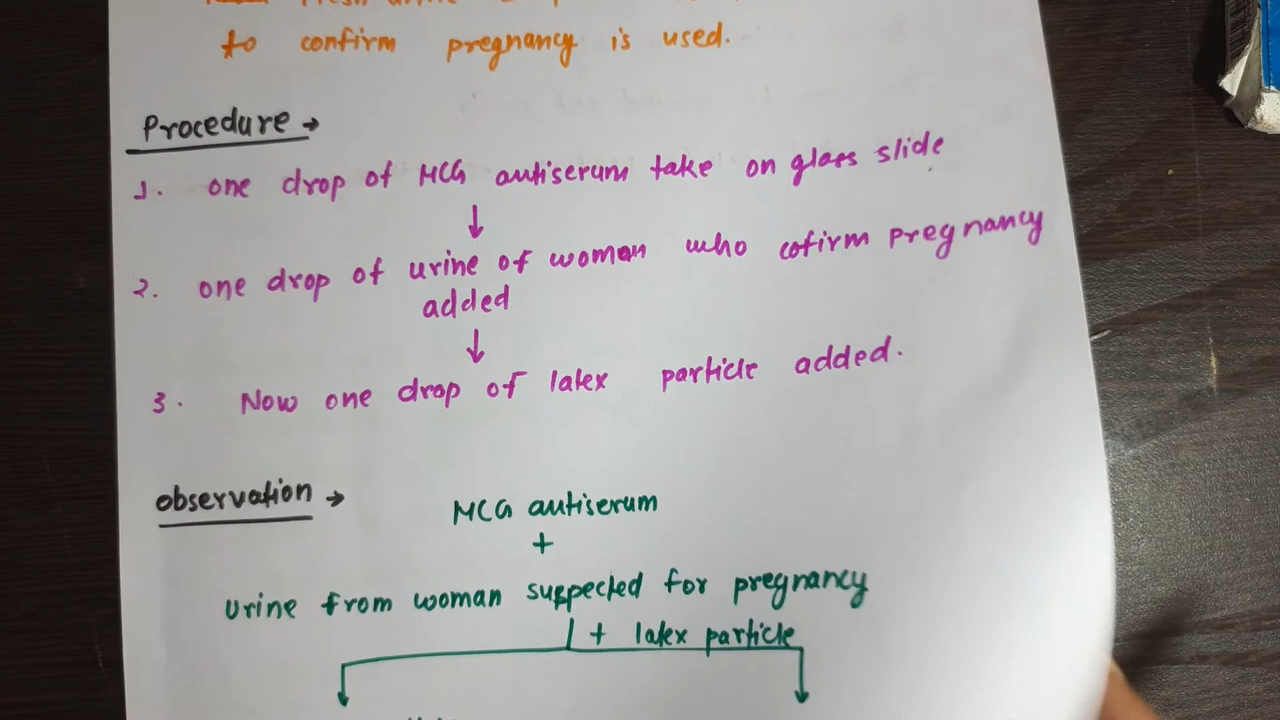 to confirm pregnancy is used.
Procedure →
1. one drop of HCG antiserum take on glass slide
↓
2. one drop of urine of woman who cofirm pregnancy
added
↓
3. Now one drop of latex particle added.
observation →
HCG antiserum
+
Urine from woman suspected for pregnancy
+ latex particle